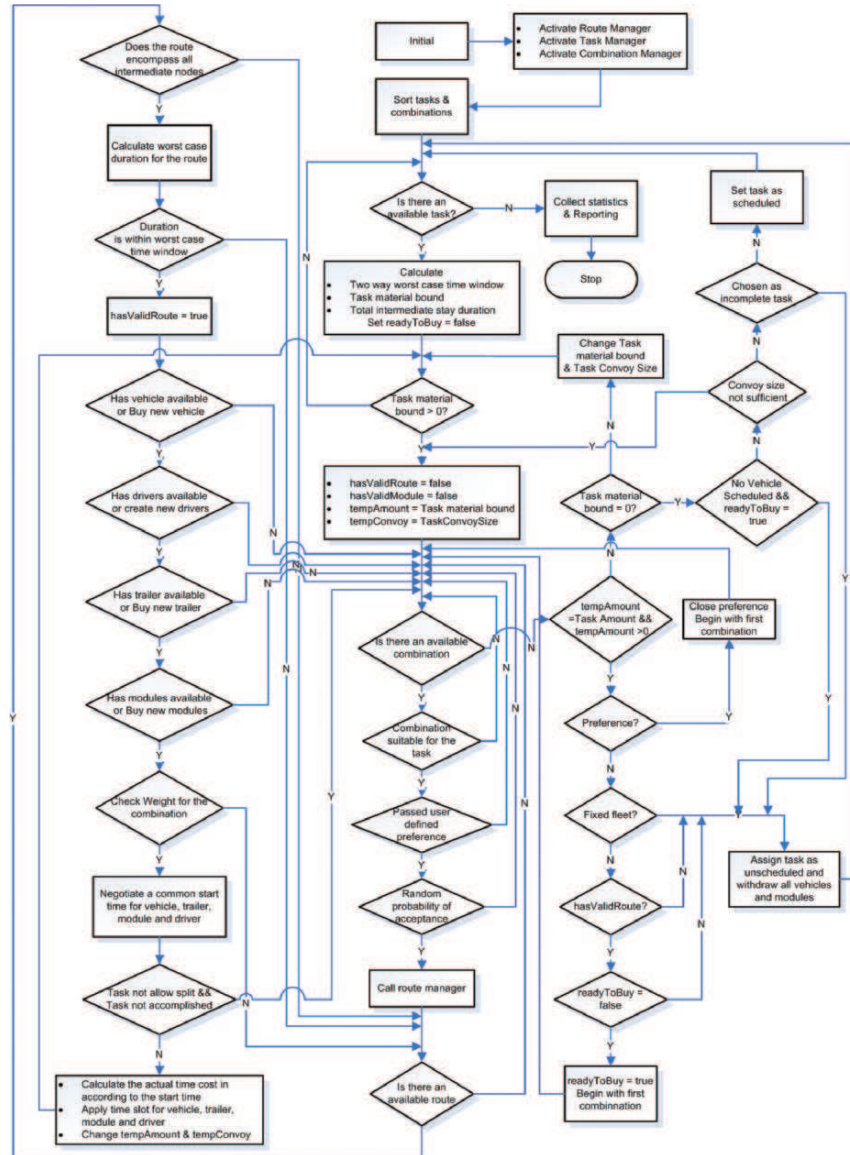 Initial
• Activate Route Manager
• Activate Task Manager
• Activate Combination Manager
Sort tasks &
combinations
Is there an
available task?
N
Collect statistics
& Reporting
Stop
Y
Calculate
• Two way worst case time window
• Task material bound
• Total intermediate stay duration
Set readyToBuy = false
Task material
bound > 0?
N
Y
• hasValidRoute = false
• hasValidModule = false
• tempAmount = Task material bound
• tempConvoy = TaskConvoySize
Is there an available
combination
N
Y
Combination
suitable for the
task
N
Y
Passed user
defined
preference
N
Y
Random
probability of
acceptance
N
Y
Call route manager
Is there an
available route
N
Y
Does the route
encompass all
intermediate nodes
N
Y
Calculate worst case
duration for the route
Duration
is within worst case
time window
N
Y
hasValidRoute = true
Has vehicle available
or Buy new vehicle
N
Y
Has drivers available
or create new drivers
N
Y
Has trailer available
or Buy new trailer
N
Y
Has modules available
or Buy new modules
N
Y
Check Weight for the
combination
N
Y
Negotiate a common start
time for vehicle, trailer,
module and driver
Task not allow split &&
Task not accomplished
Y
N
• Calculate the actual time cost in
according to the start time
• Apply time slot for vehicle, trailer,
module and driver
• Change tempAmount & tempConvoy
tempAmount
=Task Amount &&
tempAmount >0
N
Y
Task material
bound = 0?
N
Y
Change Task
material bound
& Task Convoy Size
No Vehicle
Scheduled &&
readyToBuy =
true
N
Y
Convoy size
not sufficient
N
Y
Chosen as
incomplete task
N
Y
Set task as
scheduled
Preference?
Y
N
Close preference
Begin with first
combination
Fixed fleet?
Y
N
Assign task as
unscheduled and
withdraw all vehicles
and modules
hasValidRoute?
N
Y
readyToBuy =
false
N
Y
readyToBuy = true
Begin with first
combinnation